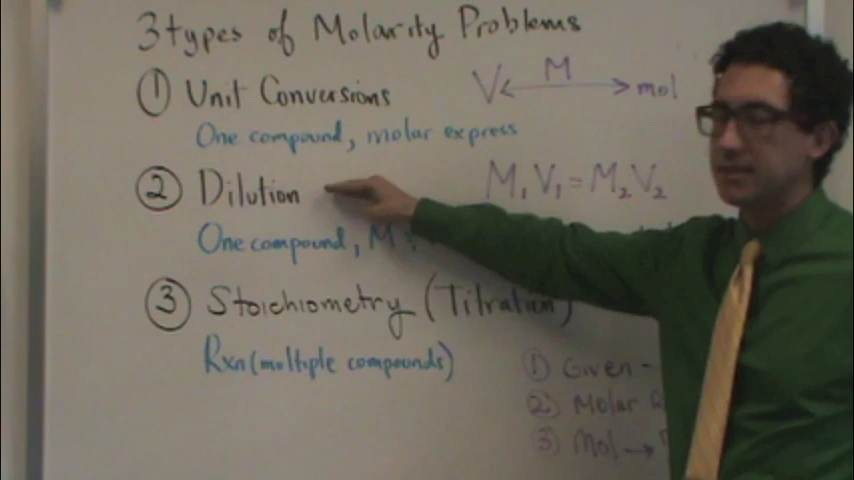 3 types of Molarity Problems
① Unit Conversions
V ← M → mol
One compound, molar express
② Dilution
M₁V₁ = M₂V₂
One compound, M
③ Stoichiometry (Titration)
Rxn (multiple compounds)
① Given -
② Molar R
③ Mol →